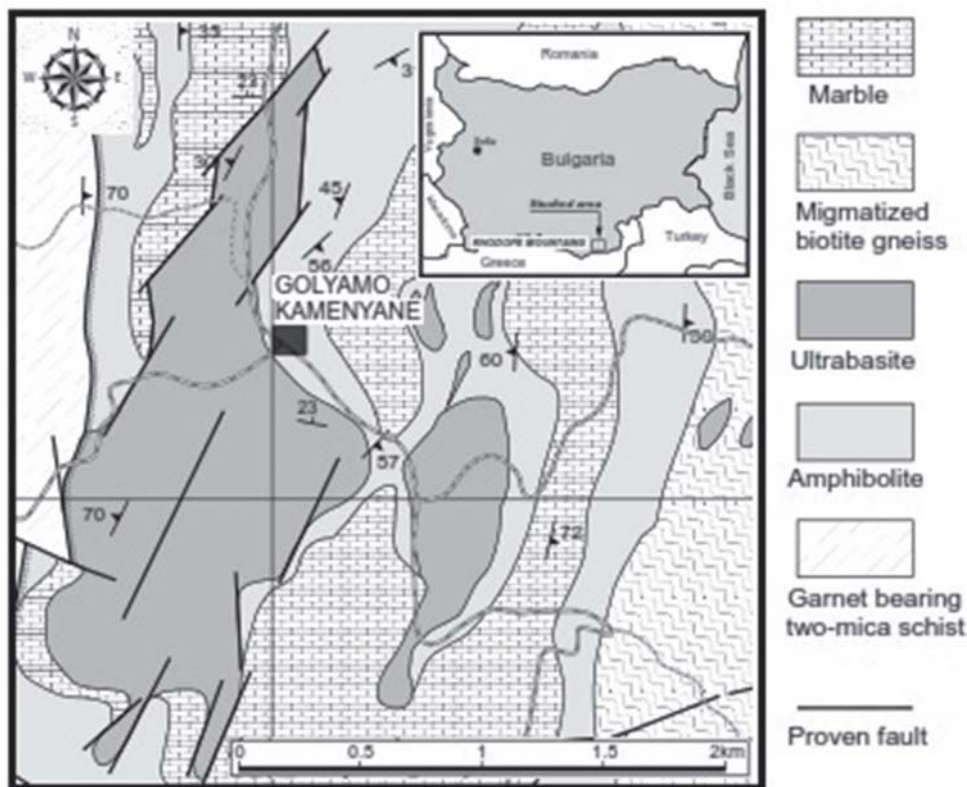 N
W
E
S
35
22
3
30
70
45
56
GOLYAMO
KAMENYANE
Romania
Sofia
Bulgaria
Black Sea
Studied area
RHODOPE MOUNTAINS
Turkey
Greece
60
23
57
70
72
0
0.5
1
1.5
2km
Marble
Migmatized
biotite gneiss
Ultrabasite
Amphibolite
Garnet bearing
two-mica schist
Proven fault